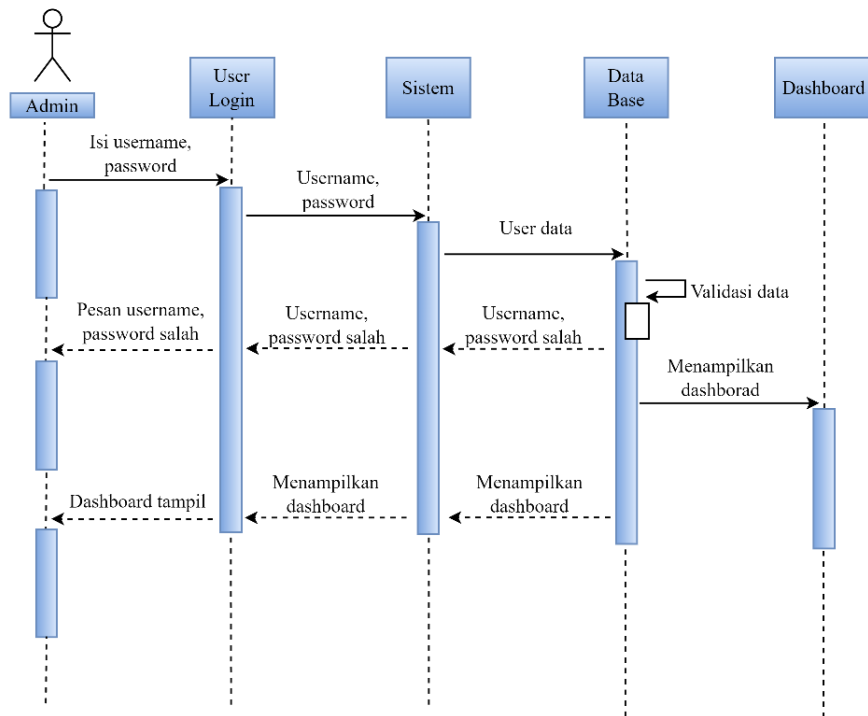 Admin
User
Login
Sistem
Data
Base
Dashboard
Isi username,
password
Username,
password
User data
Validasi data
Pesan username,
password salah
Username,
password salah
Username,
password salah
Menampilkan
dashborad
Dashboard tampil
Menampilkan
dashboard
Menampilkan
dashboard